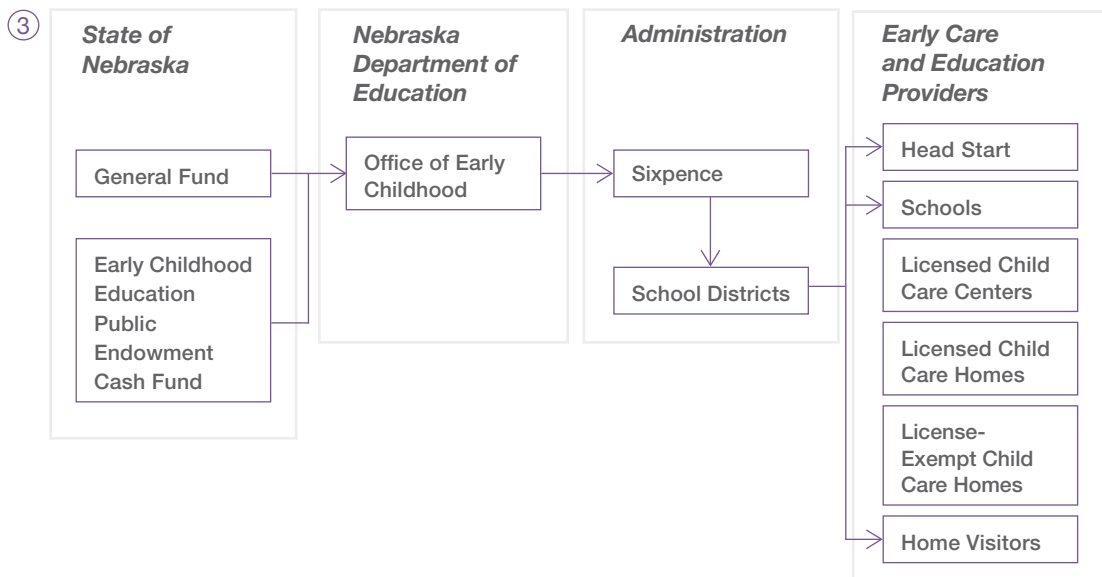 3
State of
Nebraska
General Fund
Early Childhood
Education
Public
Endowment
Cash Fund
Nebraska
Department of
Education
Office of Early
Childhood
Administration
Sixpence
School Districts
Early Care
and Education
Providers
Head Start
Schools
Licensed Child
Care Centers
Licensed Child
Care Homes
License-
Exempt Child
Care Homes
Home Visitors